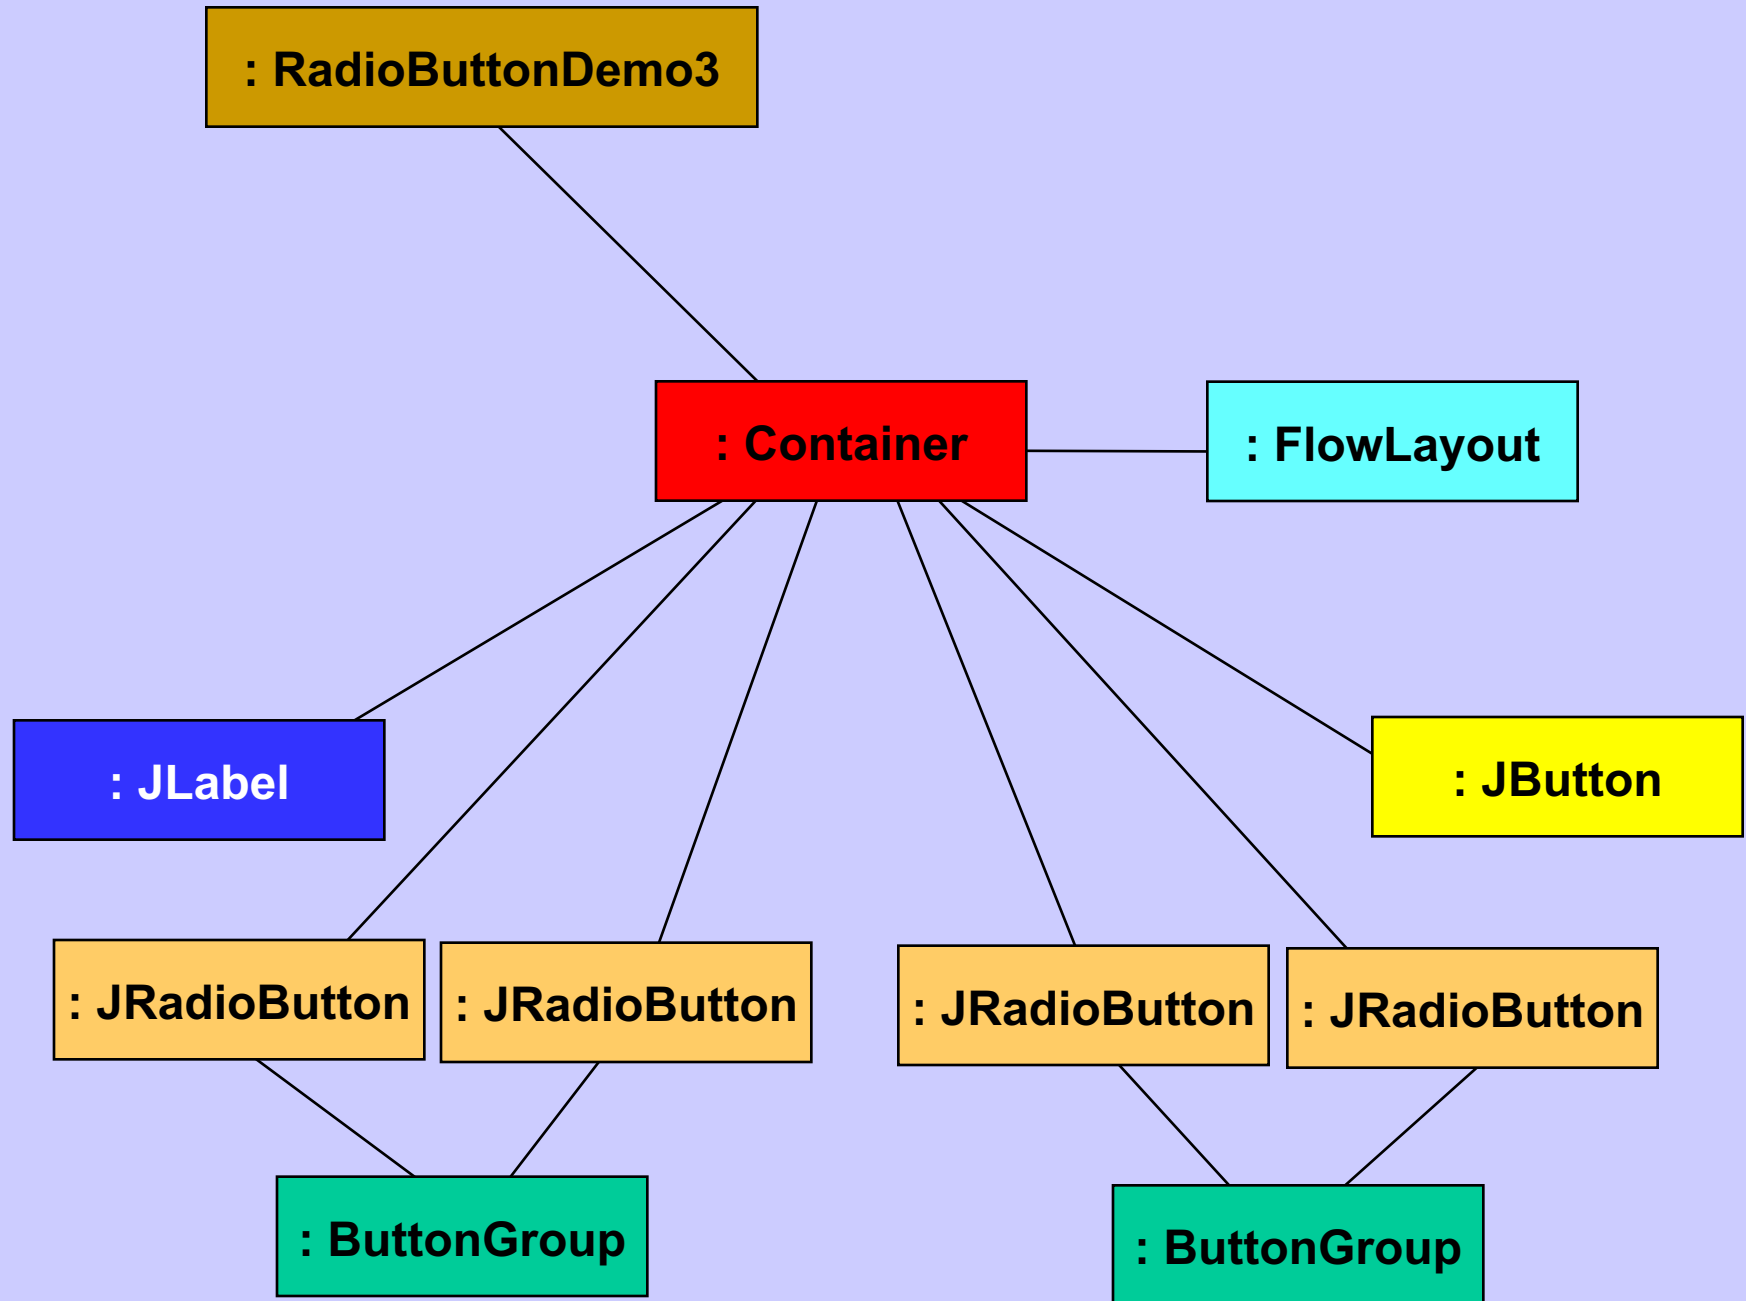 : RadioButtonDemo3
: Container
: FlowLayout
: JLabel
: JButton
: JRadioButton
: JRadioButton
: JRadioButton
: JRadioButton
: ButtonGroup
: ButtonGroup